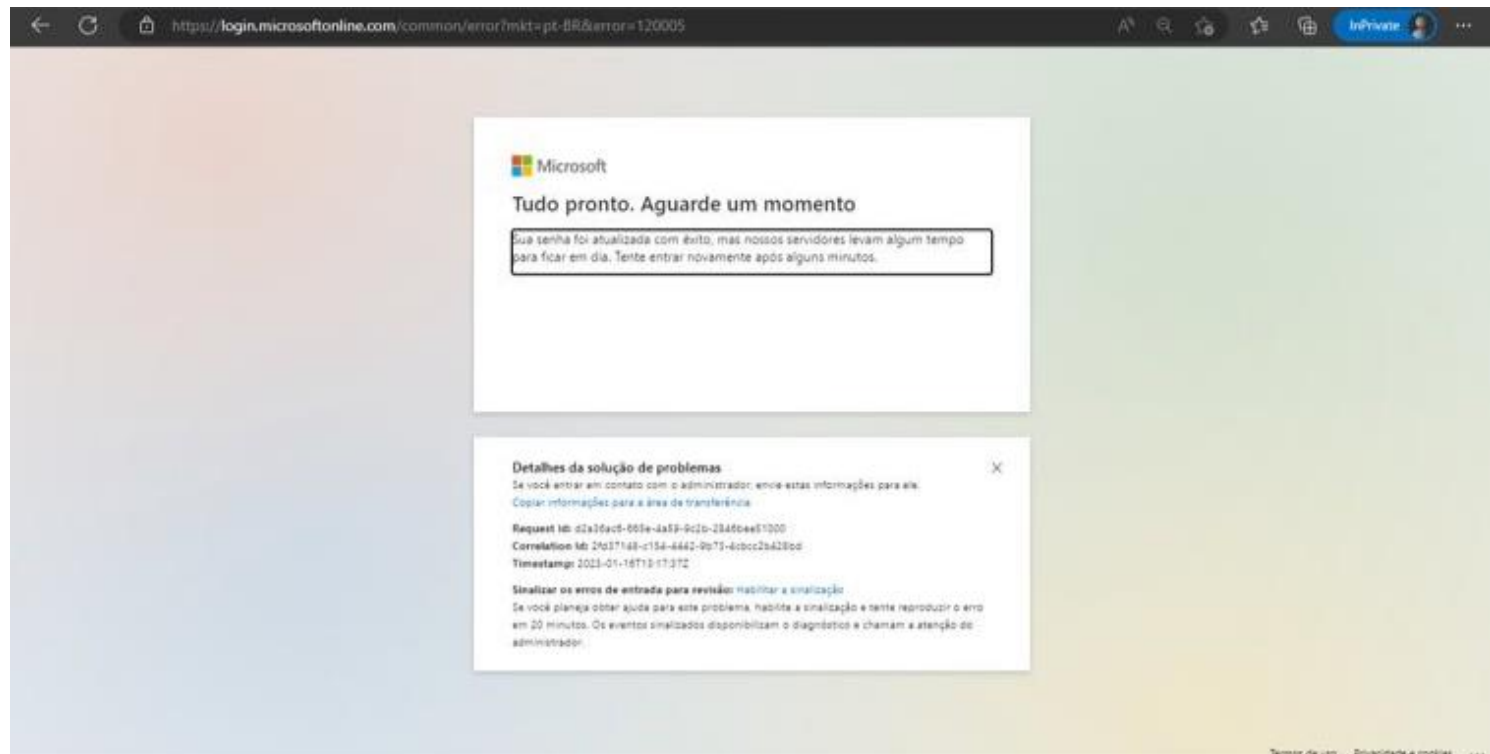 https://login.microsoftonline.com/common/error?mkt=pt-BR&error=120005
InPrivate
Microsoft
Tudo pronto. Aguarde um momento
Sua senha foi atualizada com êxito, mas nossos servidores levam algum tempo
para ficar em dia. Tente entrar novamente após alguns minutos.
Detalhes da solução de problemas
Se você entrar em contato com o administrador, envie estas informações para ele.
Copiar informações para a área de transferência
Request Id:
Correlation Id:
Timestamp: 2023-01-16T13:17:37Z
Sinalizar os erros de entrada para revisão: Habilitar a sinalização
Se você planeja obter ajuda para este problema, habilite a sinalização e tente reproduzir o erro
em 20 minutos. Os eventos sinalizados disponibilizam o diagnóstico e chamam a atenção do
administrador.
Termos de uso Privacidade e cookies